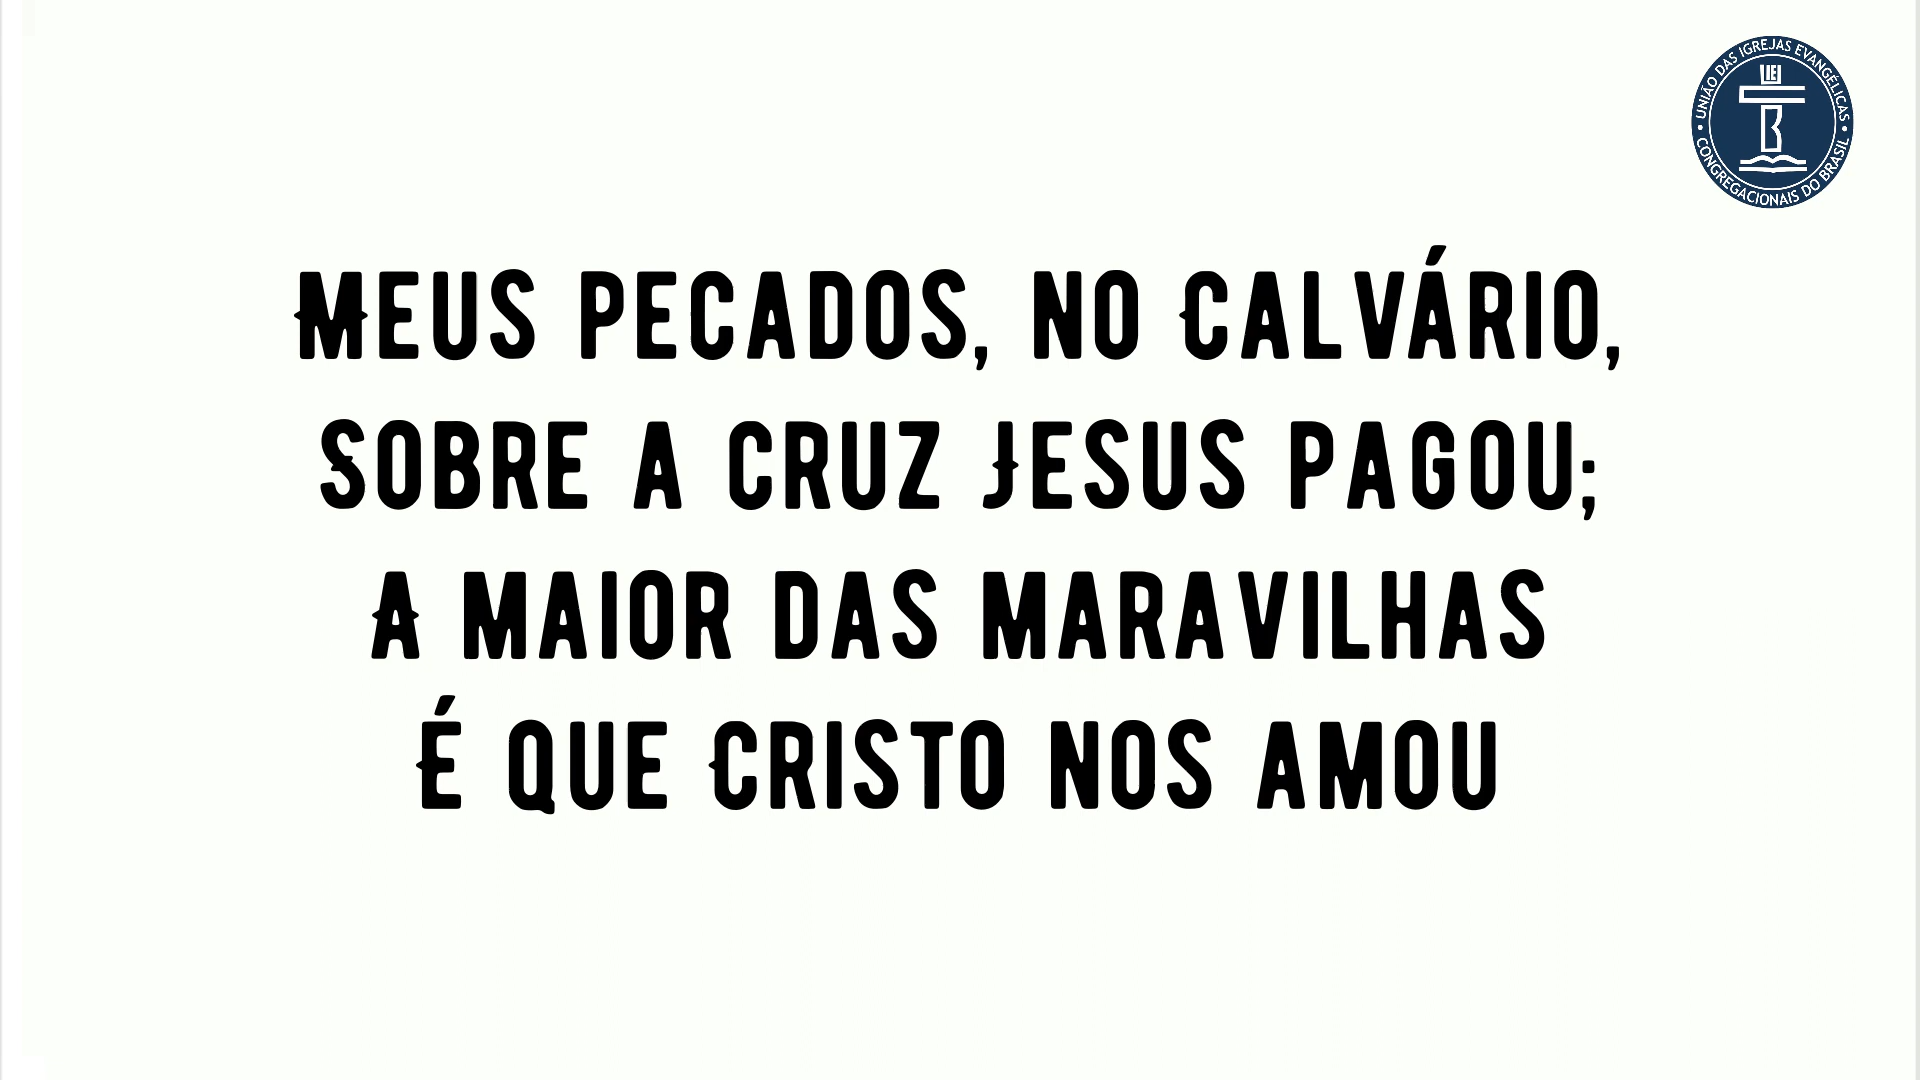 UNIÃO DAS IGREJAS EVANGÉLICAS
CONGREGACIONAIS DO BRASIL
Meus pecados, no Calvário,
Sobre a cruz Jesus pagou;
A maior das maravilhas
É que Cristo nos amou